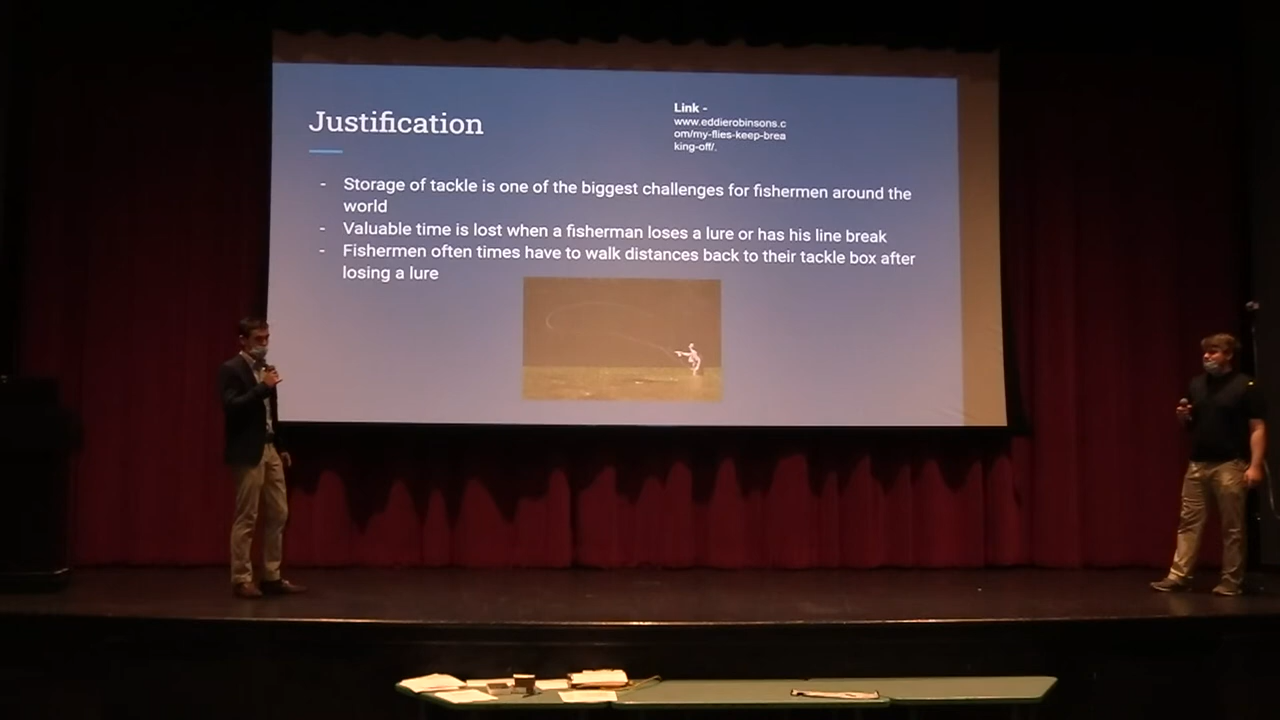 Justification
Link -
www.eddierobinsons.c
om/my-flies-keep-brea
king-off/.
- Storage of tackle is one of the biggest challenges for fishermen around the
world
- Valuable time is lost when a fisherman loses a lure or has his line break
- Fishermen often times have to walk distances back to their tackle box after
losing a lure